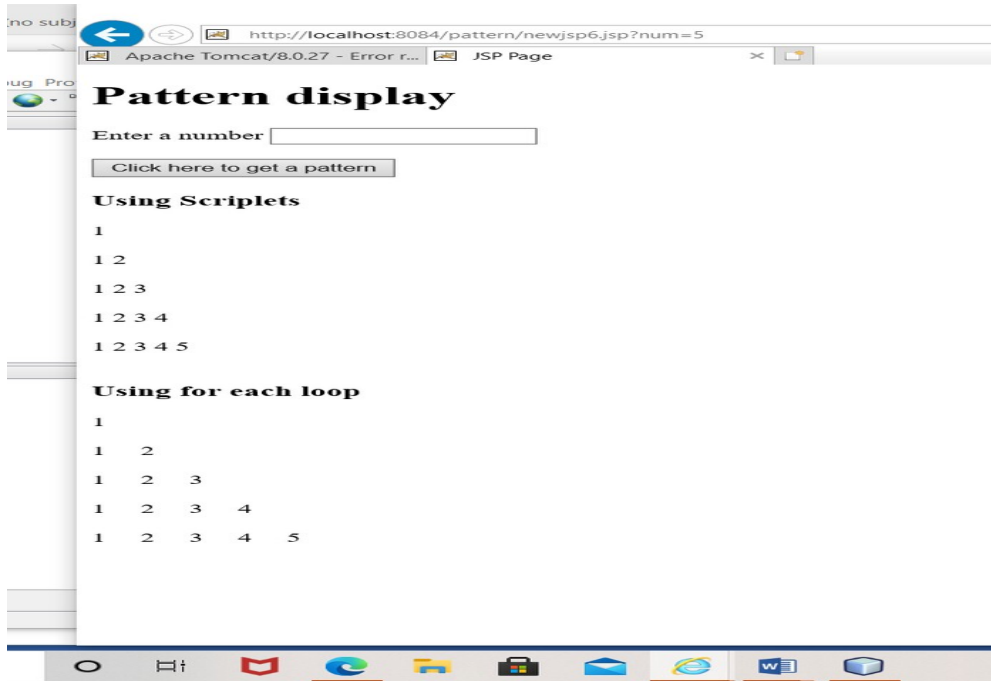 (no subj
http://localhost:8084/pattern/newjsp6.jsp?num=5
Apache Tomcat/8.0.27 - Error r... JSP Page
ug Pro
Pattern display
Enter a number
Click here to get a pattern
Using Scriplets
1
1 2
1 2 3
1 2 3 4
1 2 3 4 5
Using for each loop
1
1 2
1 2 3
1 2 3 4
1 2 3 4 5